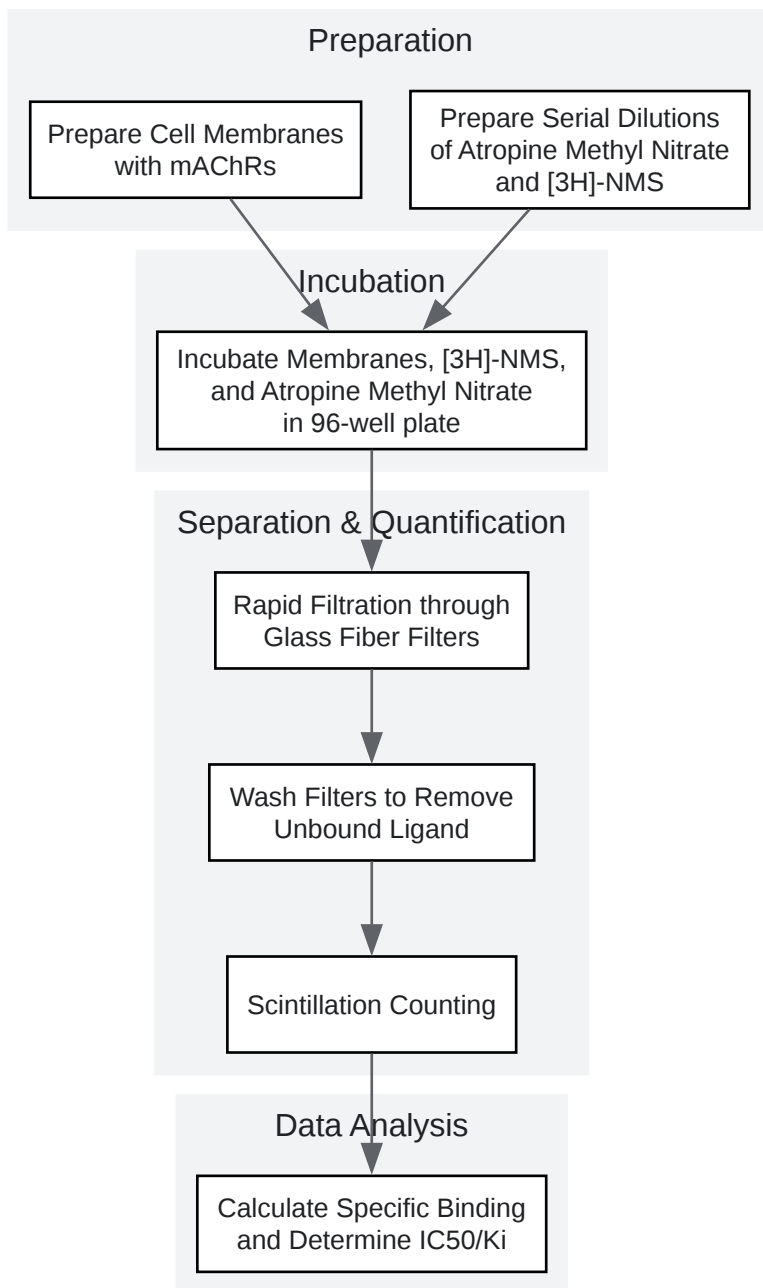 Preparation
Prepare Cell Membranes
with mAChRs
Prepare Serial Dilutions
of Atropine Methyl Nitrate
and [3H]-NMS
Incubation
Incubate Membranes, [3H]-NMS,
and Atropine Methyl Nitrate
in 96-well plate
Separation & Quantification
Rapid Filtration through
Glass Fiber Filters
Wash Filters to Remove
Unbound Ligand
Scintillation Counting
Data Analysis
Calculate Specific Binding
and Determine IC50/Ki